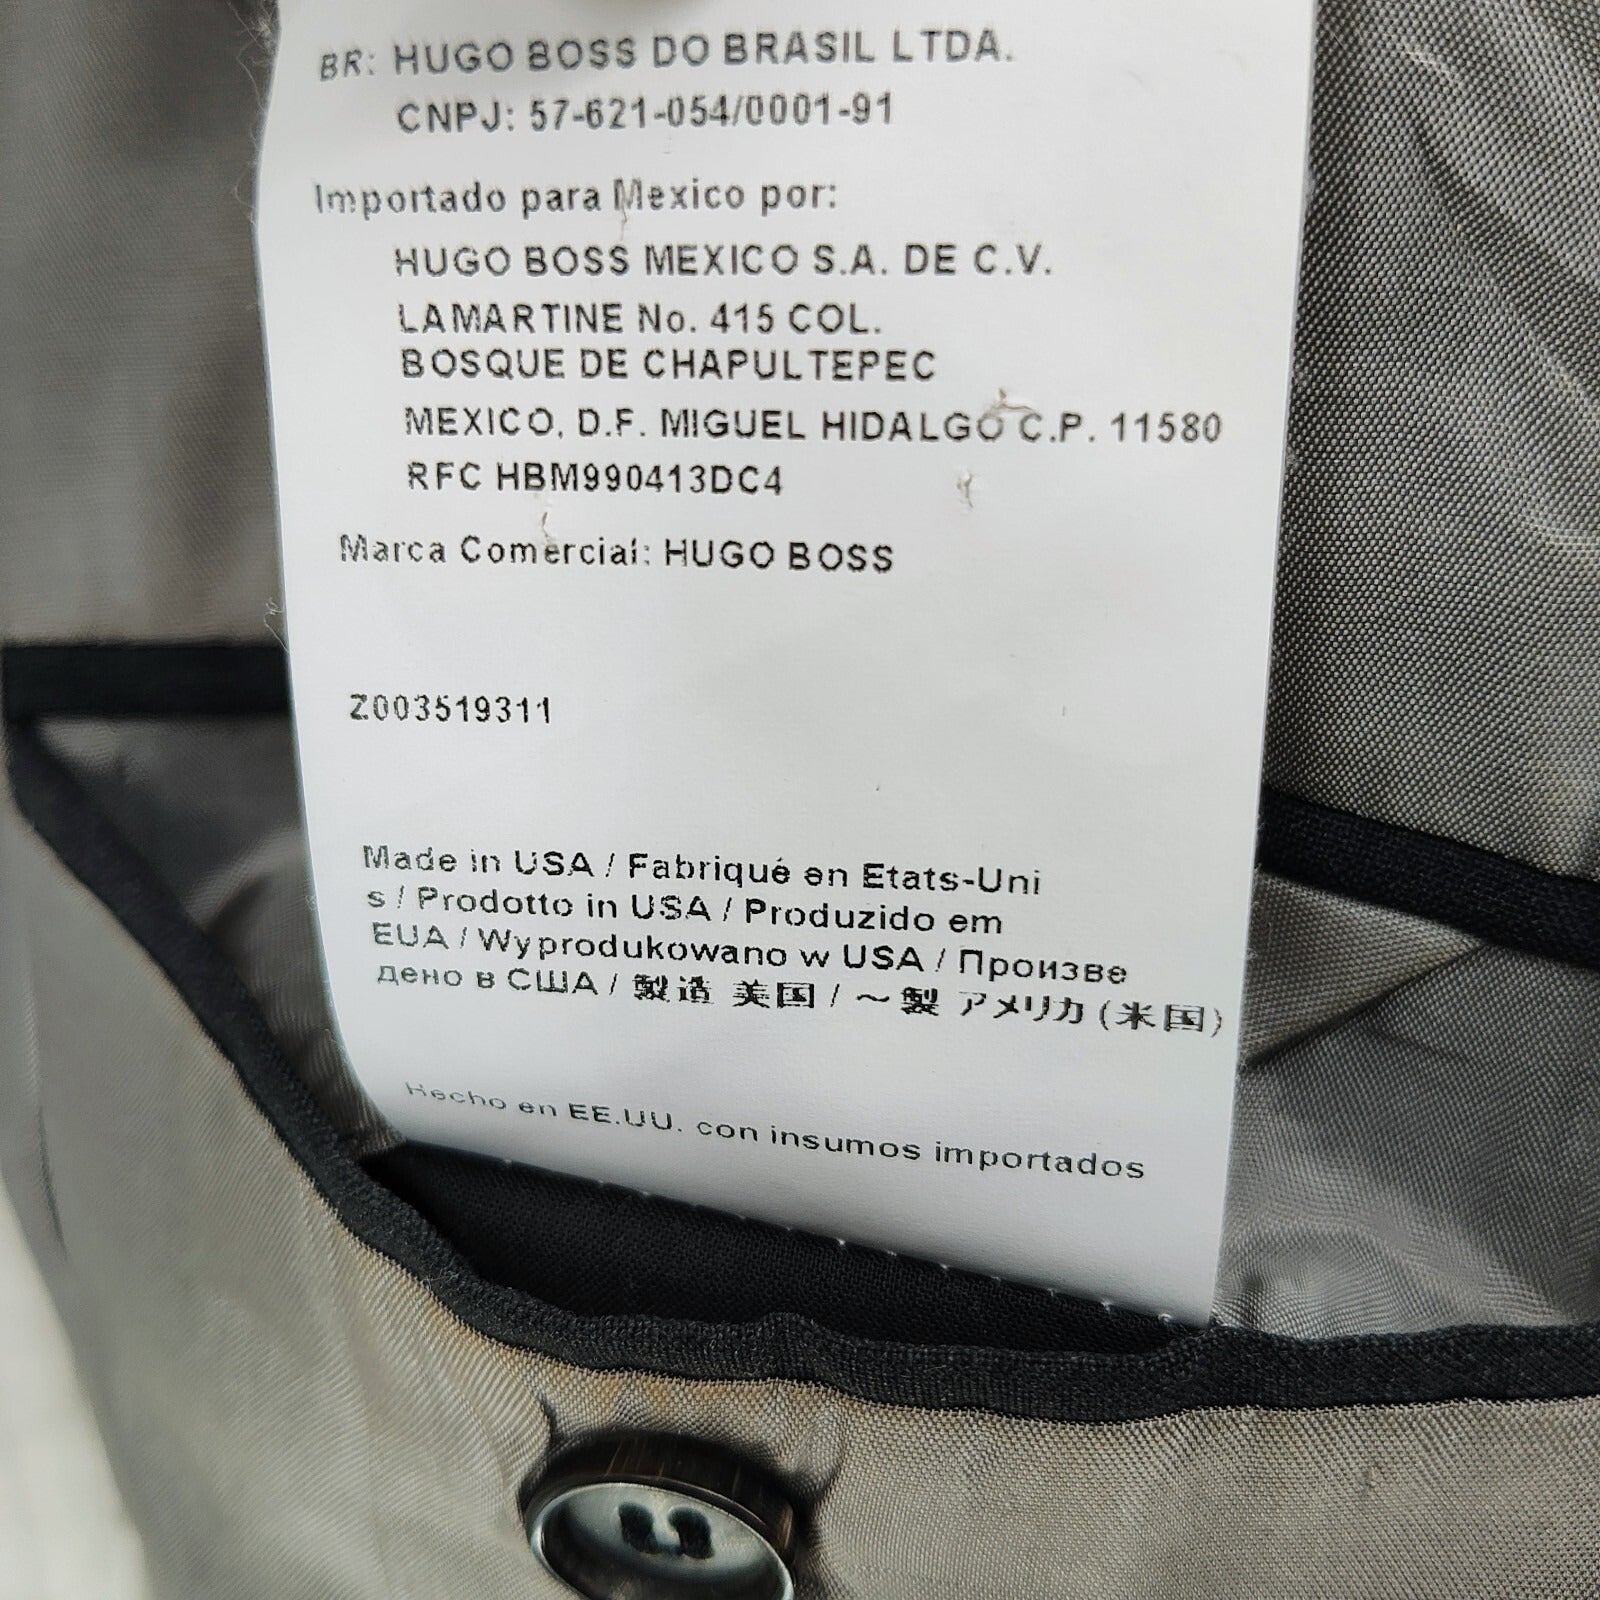 BR: HUGO BOSS DO BRASIL LTDA.
CNPJ: 57-621-054/0001-91
Importado para Mexico por:
HUGO BOSS MEXICO S.A. DE C.V.
LAMARTINE No. 415 COL.
BOSQUE DE CHAPULTEPEC
MEXICO, D.F. MIGUEL HIDALGO C.P. 11580
RFC HBM990413DC4
Marca Comercial: HUGO BOSS
Z003519311
Made in USA / Fabriqué en Etats-Uni
s / Prodotto in USA / Produzido em
EUA / Wyprodukowano w USA / Произве
дено в США / 製造 美国 / ～製 アメリカ (米国)
Hecho en EE.UU. con insumos importados